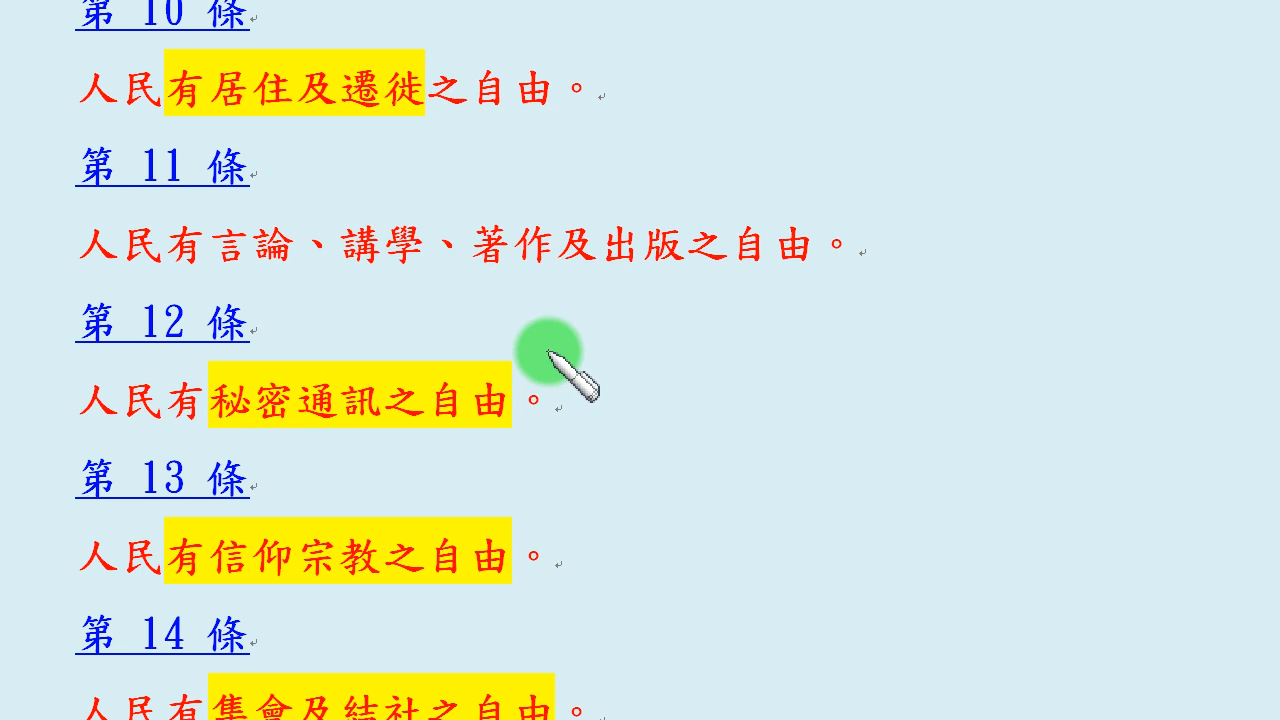 第 10 條
人民有居住及遷徙之自由。
第 11 條
人民有言論、講學、著作及出版之自由。
第 12 條
人民有秘密通訊之自由。
第 13 條
人民有信仰宗教之自由。
第 14 條
人民有集會及結社之自由。